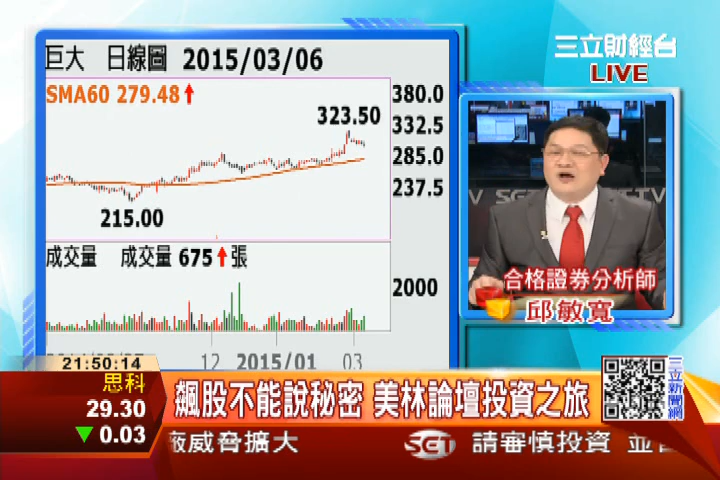 巨大 日線圖 2015/03/06
三立財經台
LIVE
SMA60 279.48
380.0
323.50
332.5
285.0
237.5
215.00
成交量 成交量 675 張
2000
12 2015/01 03
合格證券分析師
邱敏寬
21:50:14
思科
29.30
0.03
飆股不能說秘密 美林論壇投資之旅
三立新聞網
廠威脅擴大 SET 請審慎投資 並